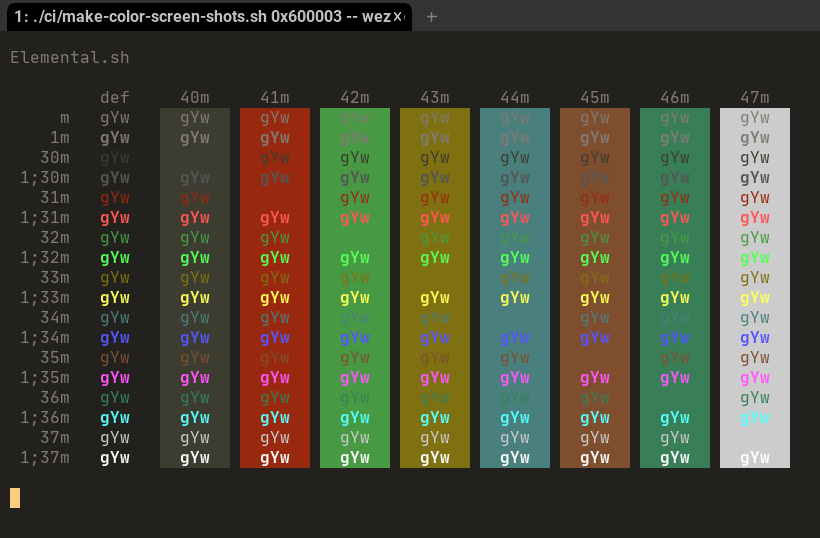 1: ./ci/make-color-screen-shots.sh 0x600003 -- wez
Elemental.sh
def 40m 41m 42m 43m 44m 45m 46m 47m
m gYw gYw gYw gYw gYw gYw gYw gYw gYw
1m gYw gYw gYw gYw gYw gYw gYw gYw gYw
30m gYw gYw gYw gYw gYw gYw gYw gYw
1;30m gYw gYw gYw gYw gYw gYw gYw gYw gYw
31m gYw gYw gYw gYw gYw gYw gYw gYw
1;31m gYw gYw gYw gYw gYw gYw gYw gYw gYw
32m gYw gYw gYw gYw gYw gYw gYw gYw
1;32m gYw gYw gYw gYw gYw gYw gYw gYw gYw
33m gYw gYw gYw gYw gYw gYw gYw gYw
1;33m gYw gYw gYw gYw gYw gYw gYw gYw gYw
34m gYw gYw gYw gYw gYw gYw gYw gYw
1;34m gYw gYw gYw gYw gYw gYw gYw gYw gYw
35m gYw gYw gYw gYw gYw gYw gYw gYw
1;35m gYw gYw gYw gYw gYw gYw gYw gYw gYw
36m gYw gYw gYw gYw gYw gYw gYw gYw
1;36m gYw gYw gYw gYw gYw gYw gYw gYw gYw
37m gYw gYw gYw gYw gYw gYw gYw gYw
1;37m gYw gYw gYw gYw gYw gYw gYw gYw gYw